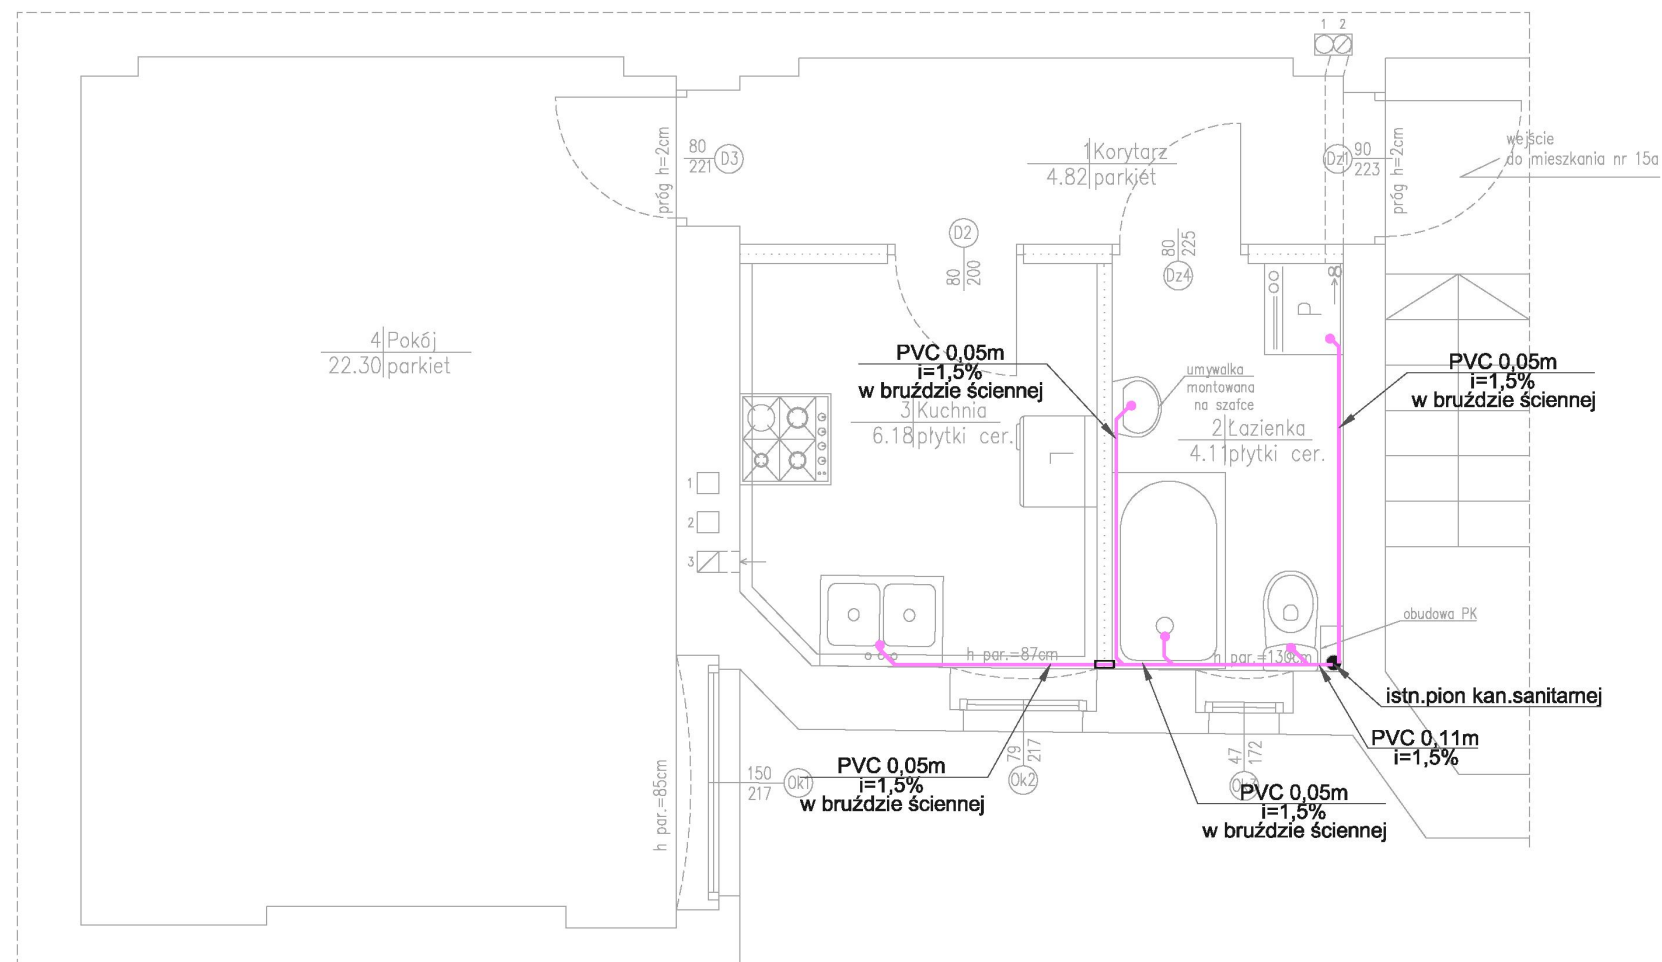 1 2
wejście
do mieszkania nr 15a
80
221
D3
próg h=2cm
1 Korytarz
4.82 parkiet
Dz1
90
223
próg h=2cm
D2
80
200
80
225
Dz4
8
P
4 Pokój
22.30 parkiet
PVC 0,05m
i=1,5%
w bruździe ściennej
umywalka
montowana
na szafce
PVC 0,05m
i=1,5%
w bruździe ściennej
3 Kuchnia
6.18 płytki cer.
L
2 Łazienka
4.11 płytki cer.
1
2
3
obudowa PK
h par.=87cm
h par.=130cm
istn.pion kan.sanitarnej
PVC 0,11m
i=1,5%
h par.=85cm
150
217
Ok1
PVC 0,05m
i=1,5%
w bruździe ściennej
79
217
Ok2
47
172
PVC 0,05m
i=1,5%
w bruździe ściennej